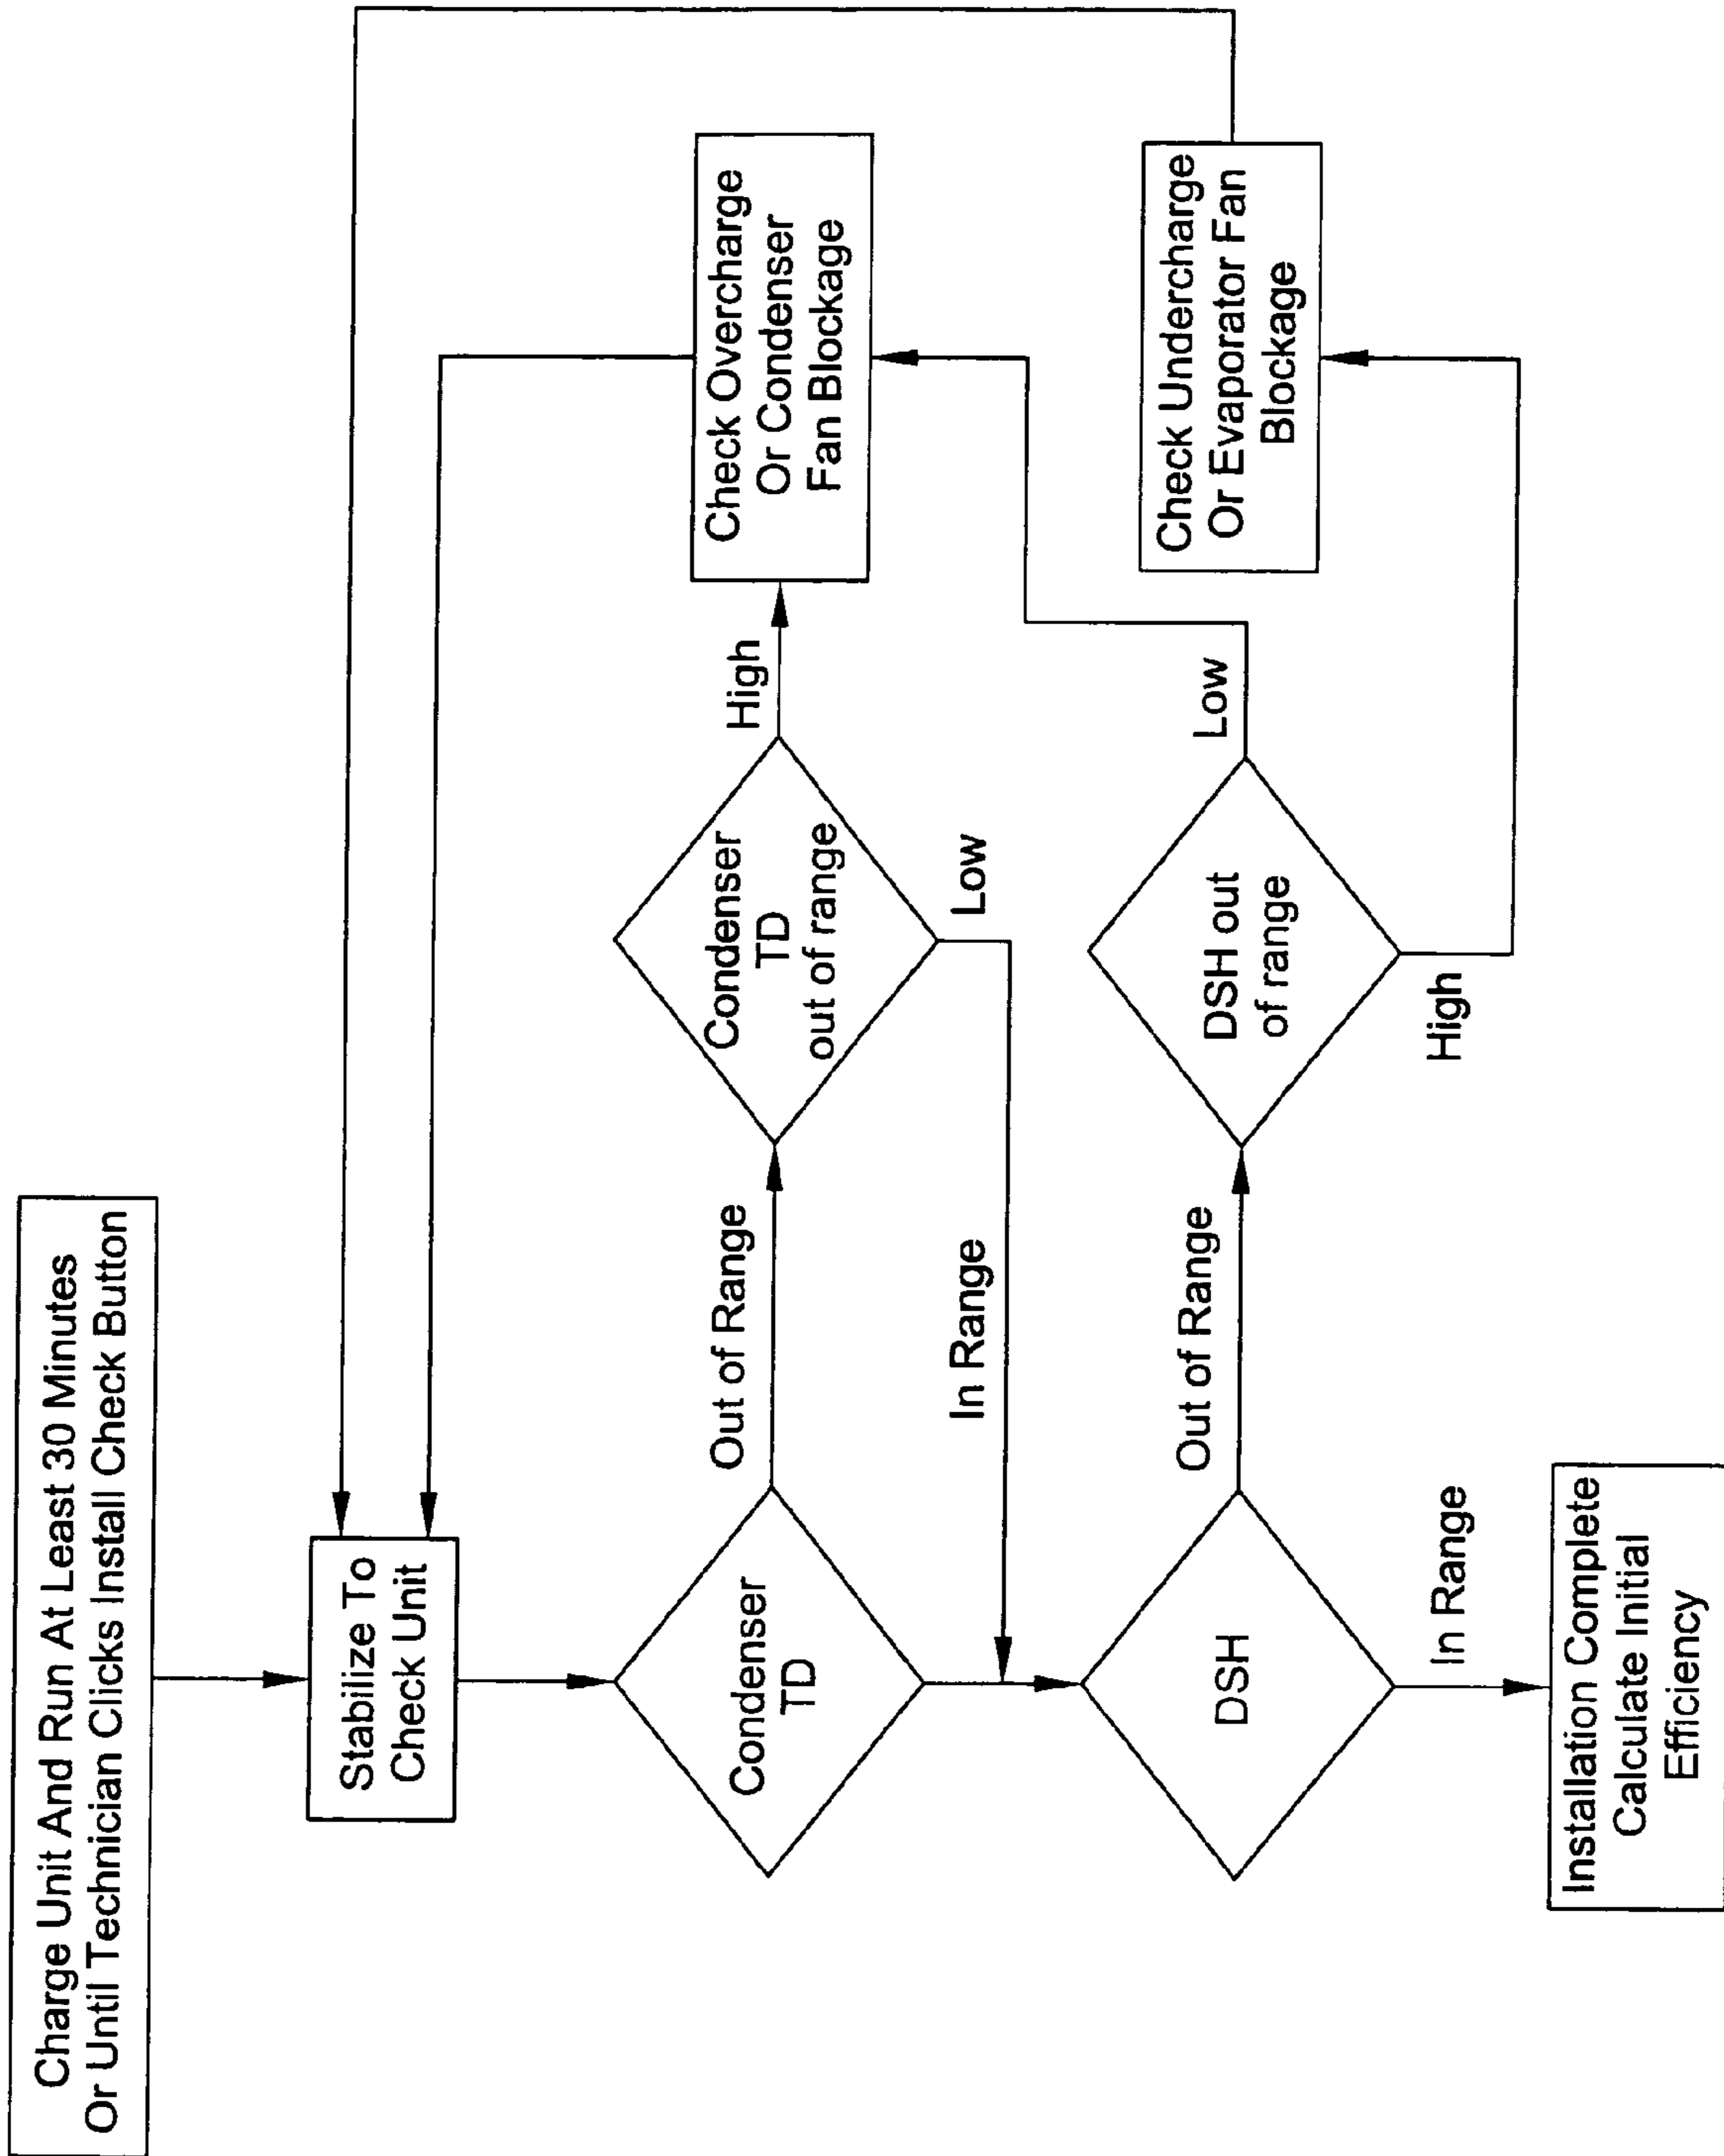 Charge Unit And Run At Least 30 Minutes
Or Until Technician Clicks Install Check Button
Stabilize To
Check Unit
Condenser
TD
Out of Range
Condenser
TD
out of range
High
Check Overcharge
Or Condenser
Fan Blockage
Low
In Range
DSH
Out of Range
DSH out
of range
Low
High
Check Undercharge
Or Evaporator Fan
Blockage
In Range
Installation Complete
Calculate Initial
Efficiency